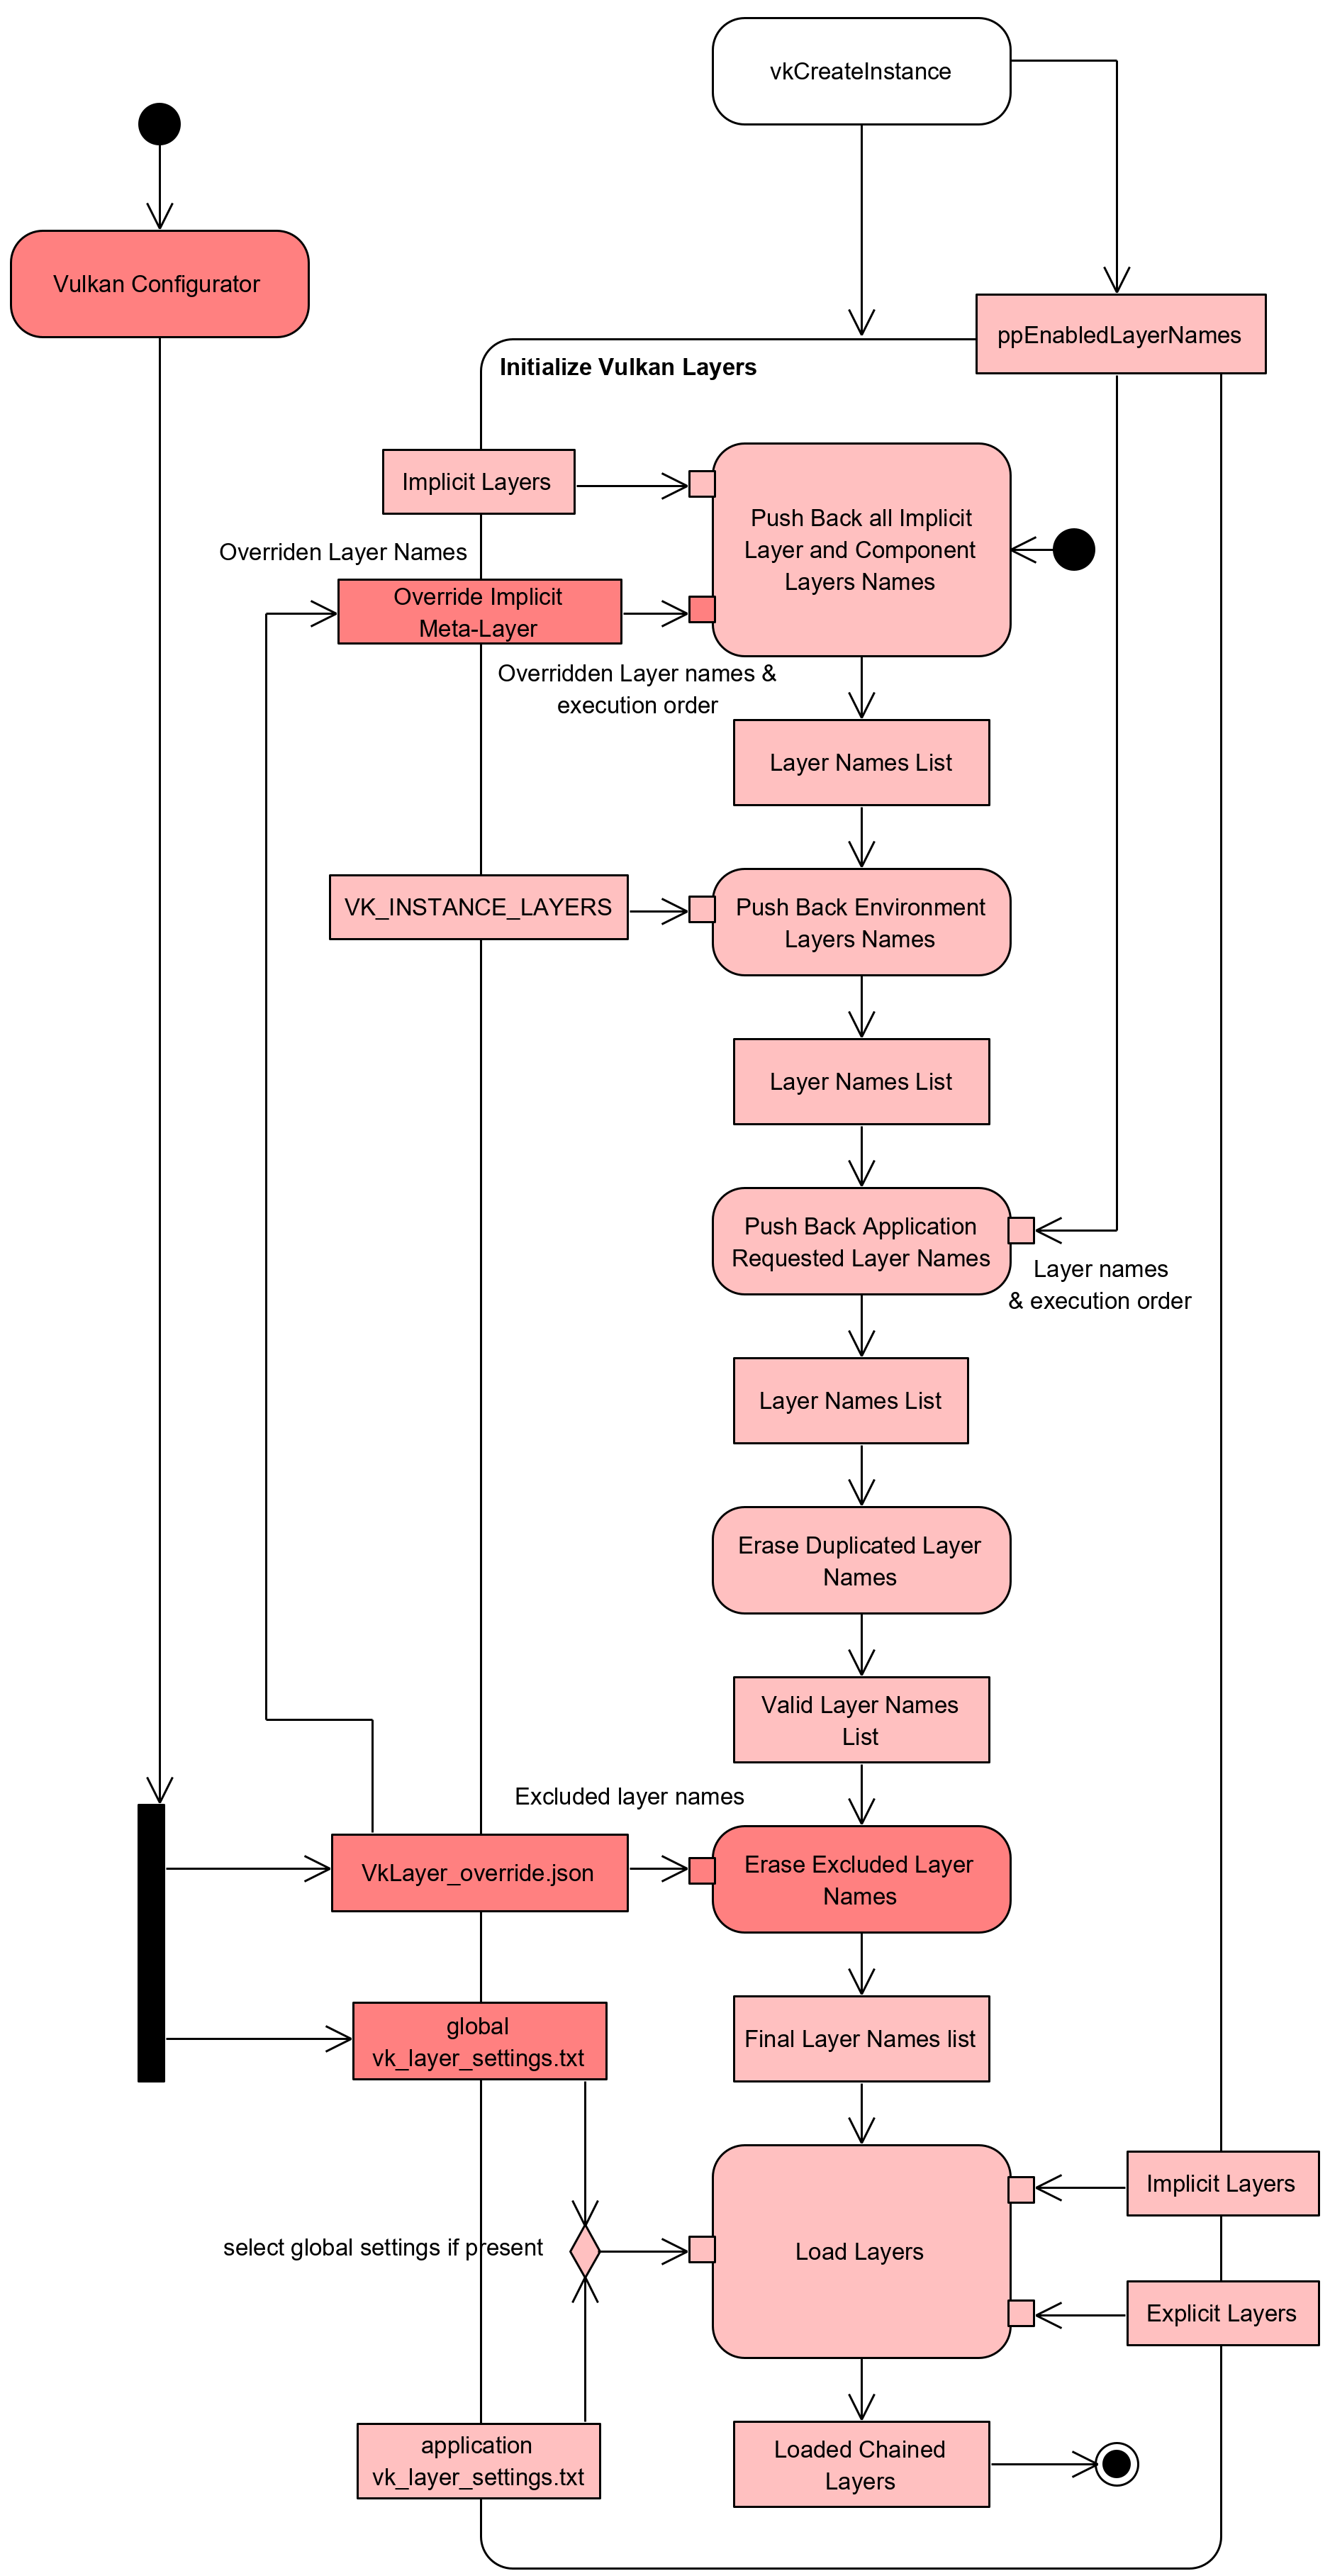 vkCreateInstance
Vulkan Configurator
ppEnabledLayerNames
Initialize Vulkan Layers
Implicit Layers
Push Back all Implicit
Layer and Component
Layers Names
Overriden Layer Names
Override Implicit
Meta-Layer
Overridden Layer names &
execution order
Layer Names List
VK_INSTANCE_LAYERS
Push Back Environment
Layers Names
Layer Names List
Push Back Application
Requested Layer Names
Layer names
& execution order
Layer Names List
Erase Duplicated Layer
Names
Valid Layer Names
List
Excluded layer names
VkLayer_override.json
Erase Excluded Layer
Names
global
vk_layer_settings.txt
Final Layer Names list
Implicit Layers
select global settings if present
Load Layers
Explicit Layers
application
vk_layer_settings.txt
Loaded Chained
Layers